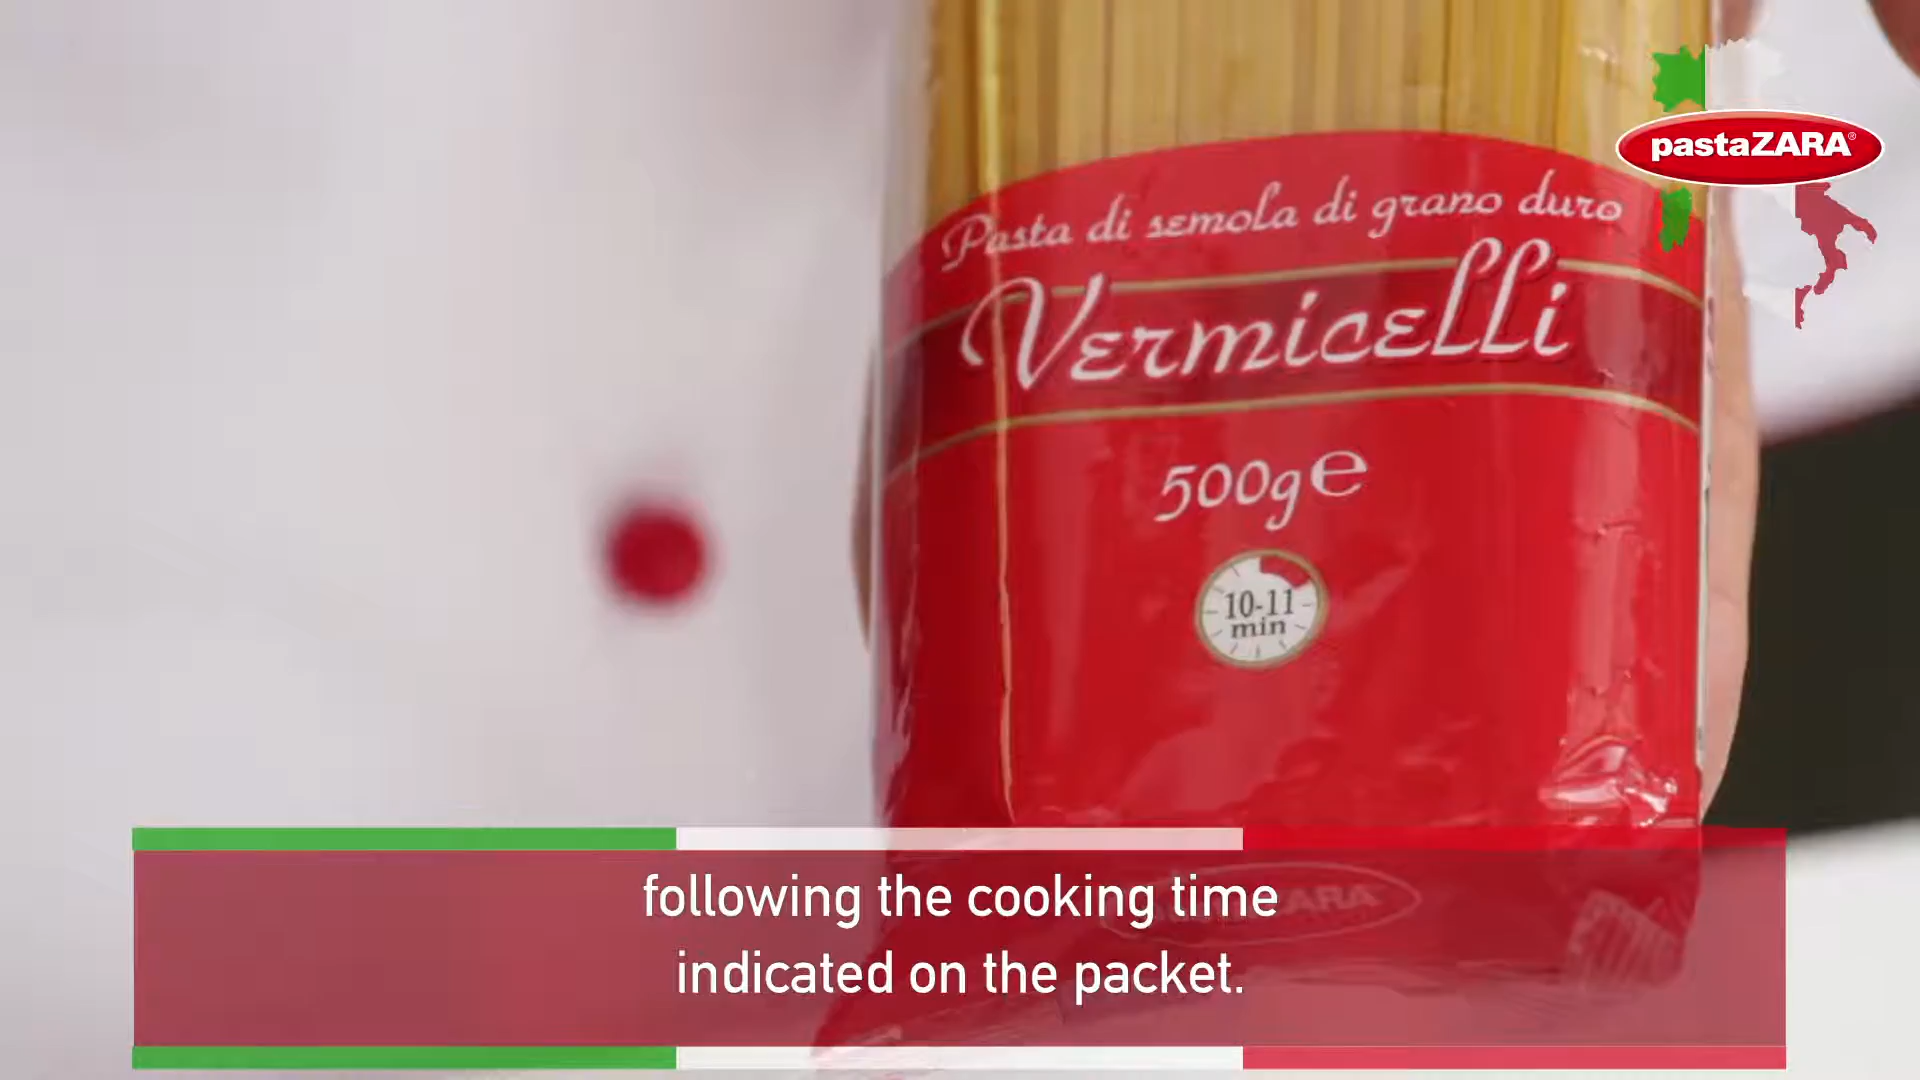 pastaZARA®
Pasta di semola di grano duro
Vermicelli
500g℮
10-11
min
ZARA
following the cooking time
indicated on the packet.